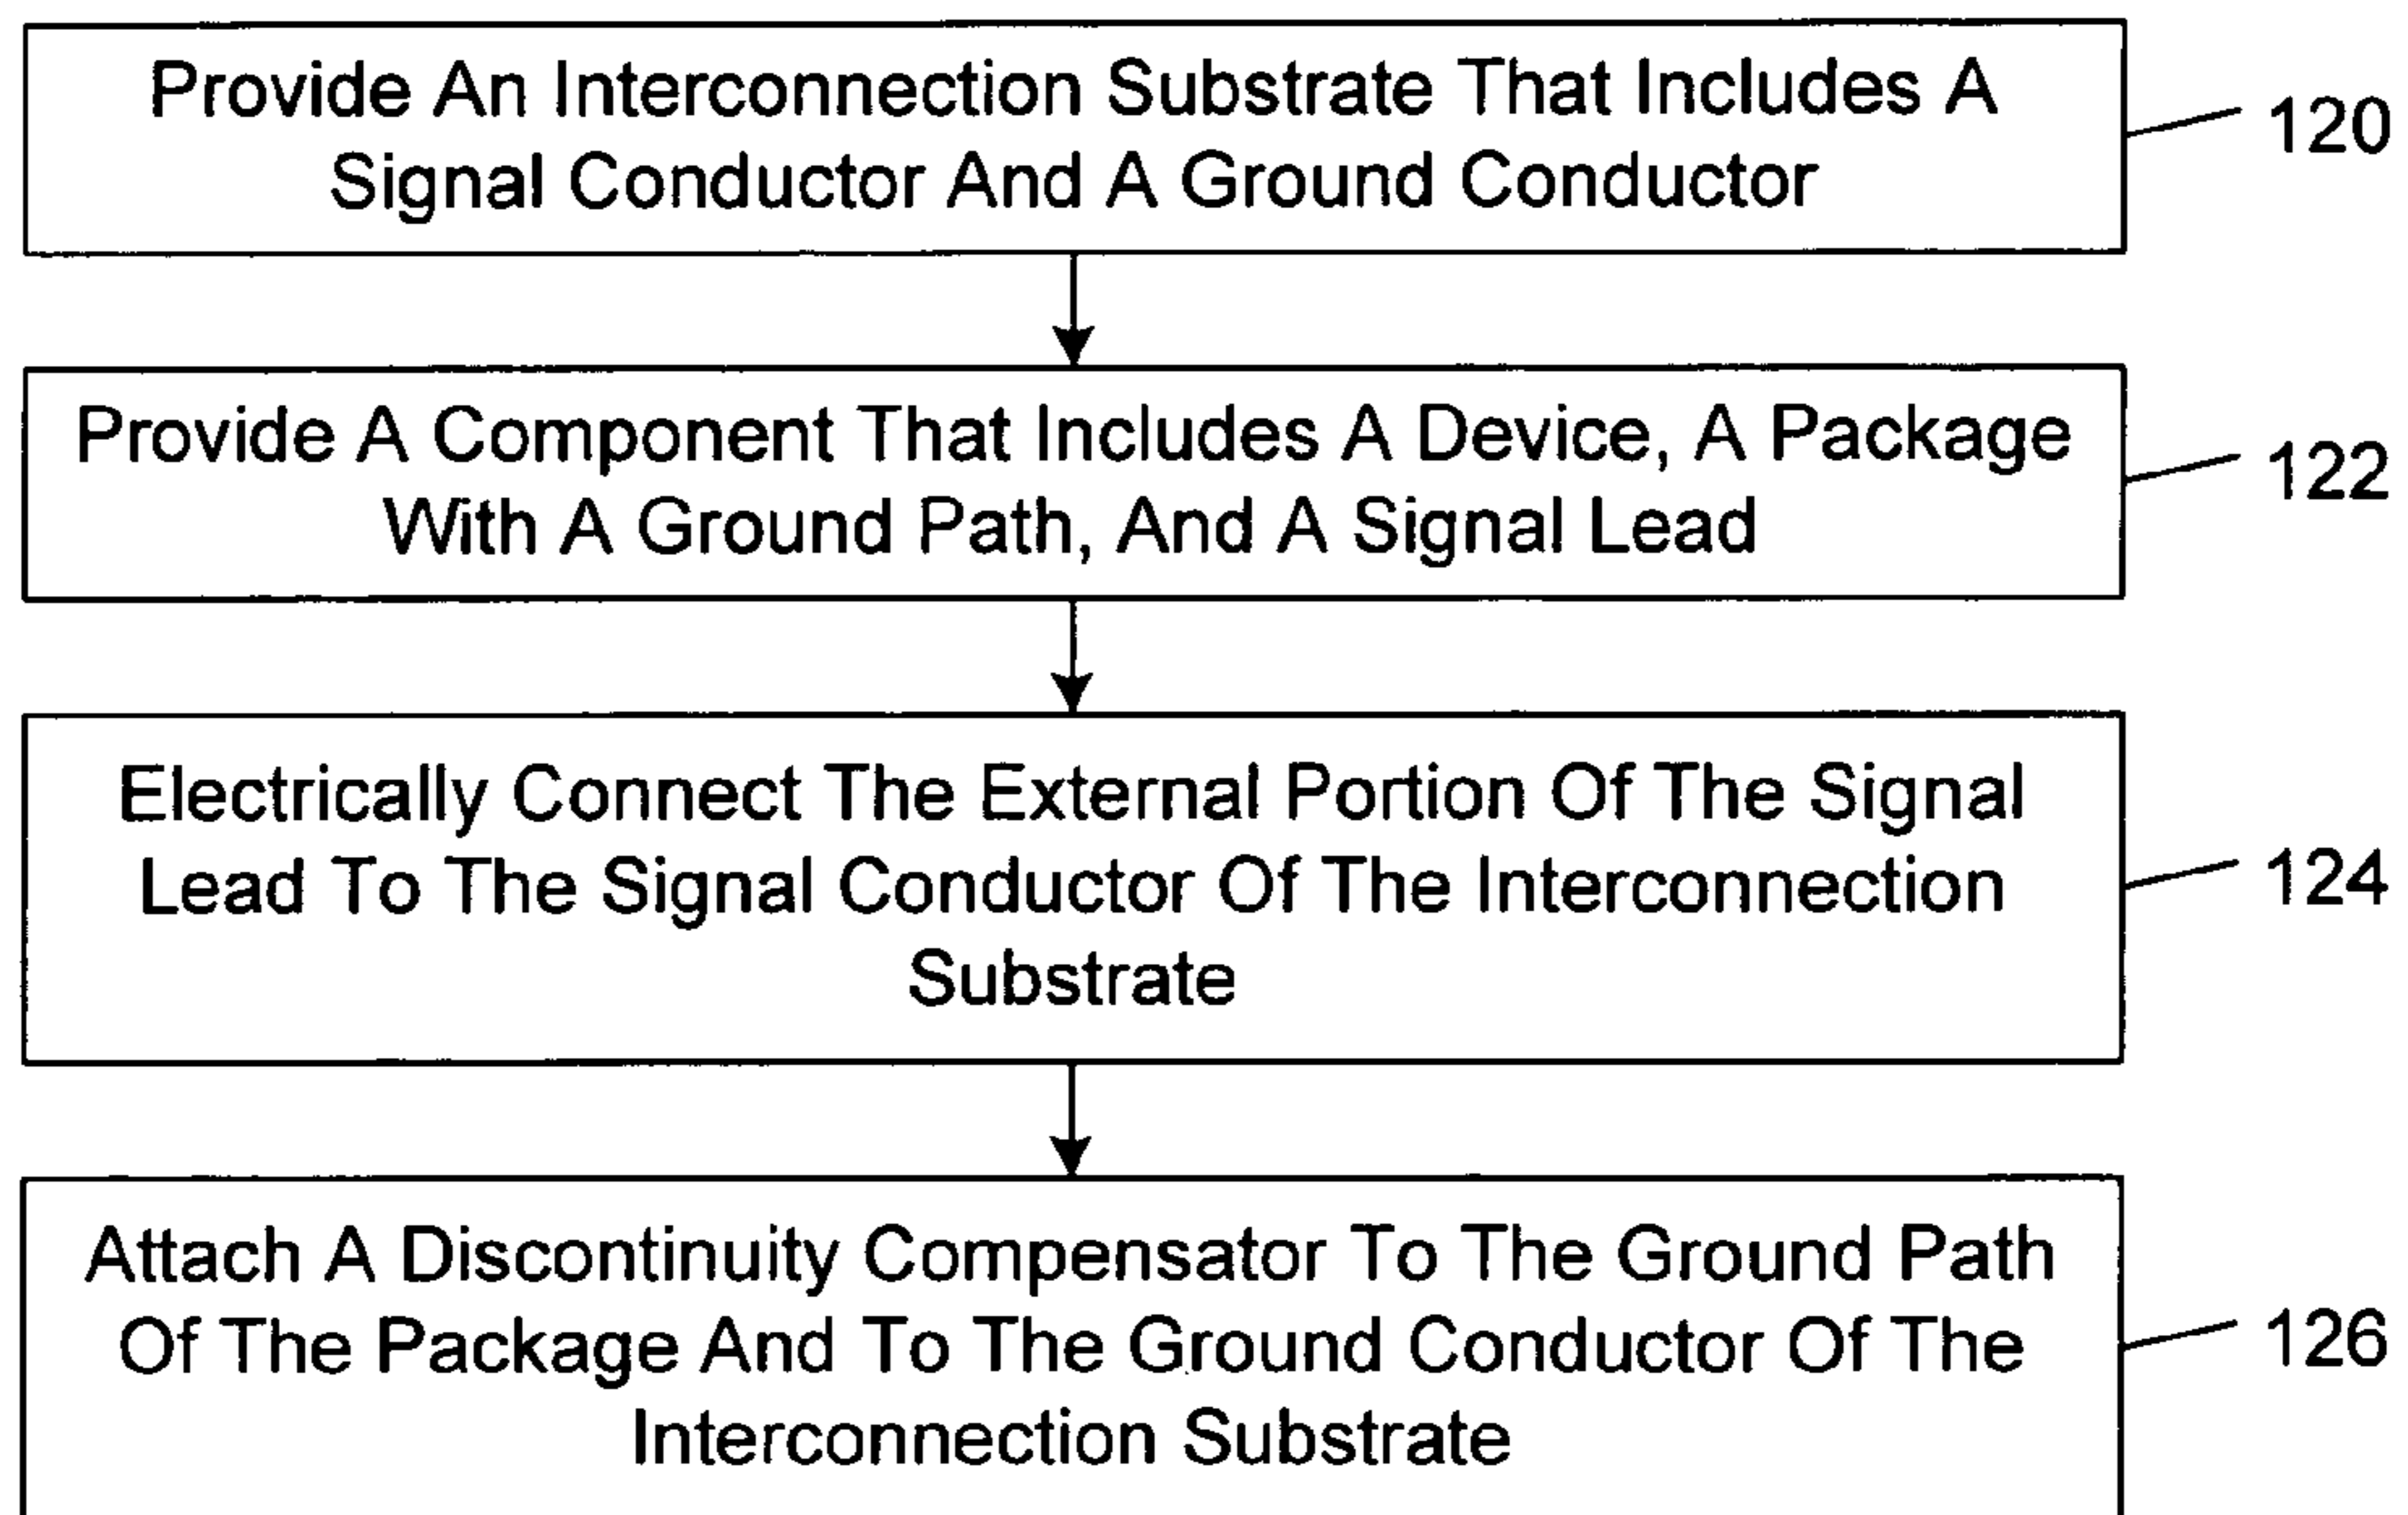 Provide An Interconnection Substrate That Includes A
Signal Conductor And A Ground Conductor
120
Provide A Component That Includes A Device, A Package
With A Ground Path, And A Signal Lead
122
Electrically Connect The External Portion Of The Signal
Lead To The Signal Conductor Of The Interconnection
Substrate
124
Attach A Discontinuity Compensator To The Ground Path
Of The Package And To The Ground Conductor Of The
Interconnection Substrate
126